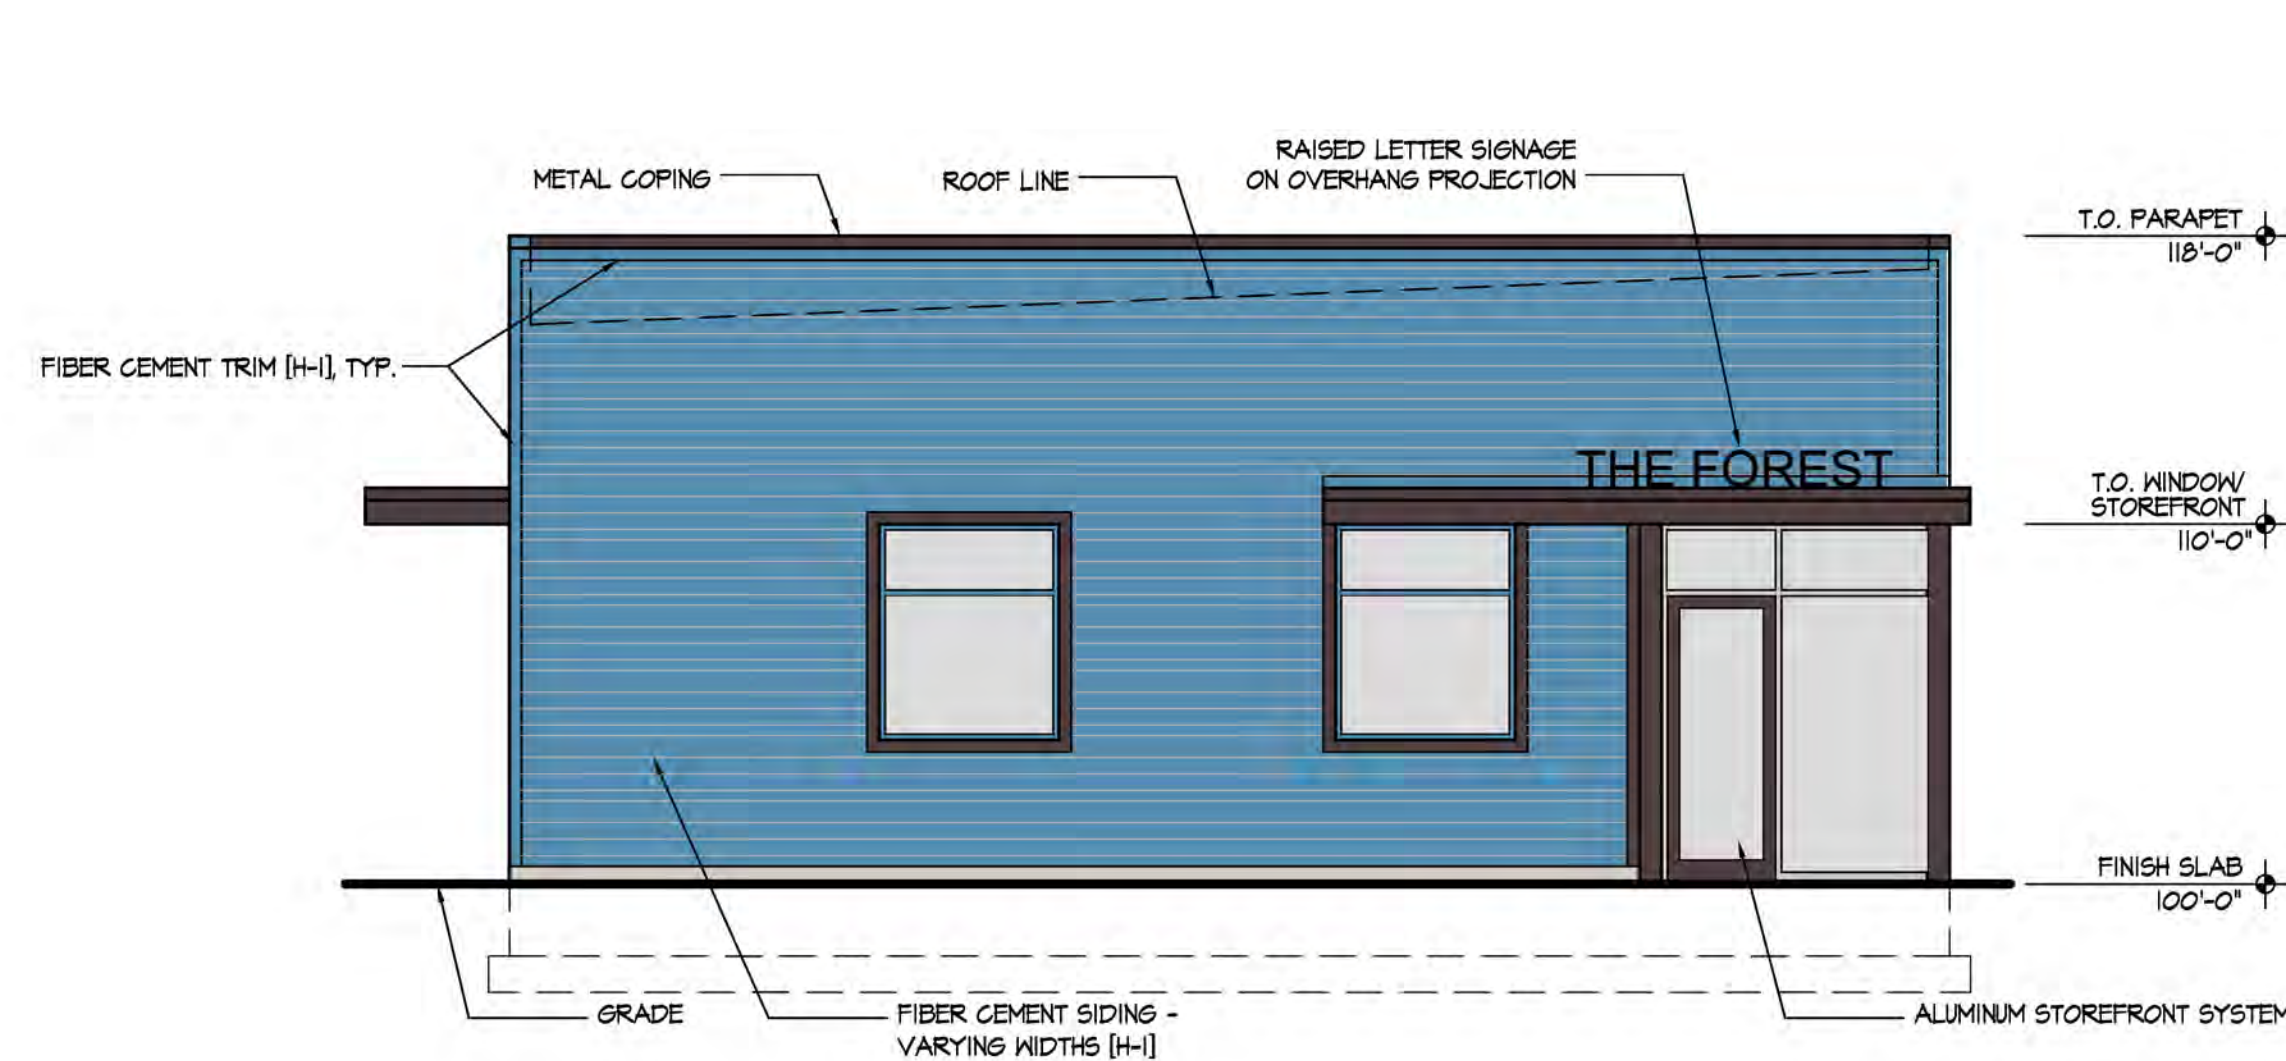 RAISED LETTER SIGNAGE
ON OVERHANG PROJECTION
METAL COPING
ROOF LINE
T.O. PARAPET
118'-0"
FIBER CEMENT TRIM [H-1], TYP.
THE FOREST
T.O. WINDOW/
STOREFRONT
110'-0"
FINISH SLAB
100'-0"
GRADE
FIBER CEMENT SIDING -
VARYING WIDTHS [H-1]
ALUMINUM STOREFRONT SYSTEM